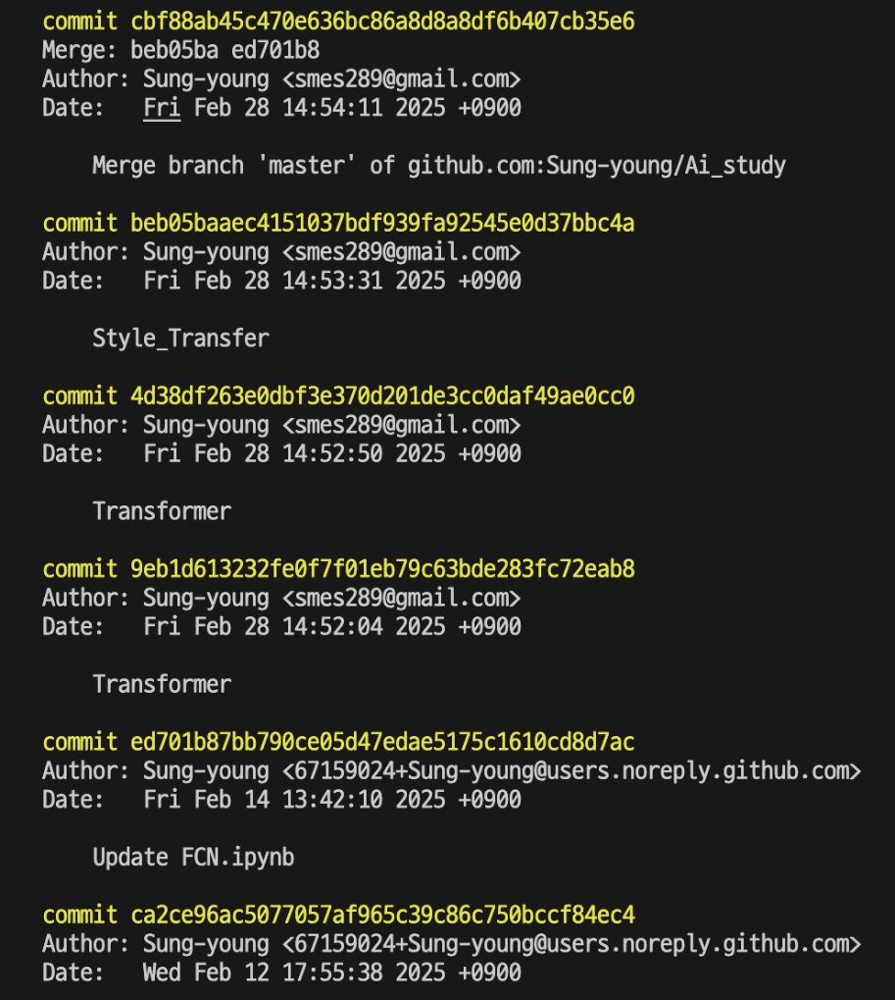 commit cbf88ab45c470e636bc86a8d8a8df6b407cb35e6
Merge: beb05ba ed701b8
Author: Sung-young <smes289@gmail.com>
Date:   Fri Feb 28 14:54:11 2025 +0900
Merge branch 'master' of github.com:Sung-young/Ai_study
commit beb05baaec4151037bdf939fa92545e0d37bbc4a
Author: Sung-young <smes289@gmail.com>
Date:   Fri Feb 28 14:53:31 2025 +0900
Style_Transfer
commit 4d38df263e0dbf3e370d201de3cc0daf49ae0cc0
Author: Sung-young <smes289@gmail.com>
Date:   Fri Feb 28 14:52:50 2025 +0900
Transformer
commit 9eb1d613232fe0f7f01eb79c63bde283fc72eab8
Author: Sung-young <smes289@gmail.com>
Date:   Fri Feb 28 14:52:04 2025 +0900
Transformer
commit ed701b87bb790ce05d47edae5175c1610cd8d7ac
Author: Sung-young <67159024+Sung-young@users.noreply.github.com>
Date:   Fri Feb 14 13:42:10 2025 +0900
Update FCN.ipynb
commit ca2ce96ac5077057af965c39c86c750bccf84ec4
Author: Sung-young <67159024+Sung-young@users.noreply.github.com>
Date:   Wed Feb 12 17:55:38 2025 +0900